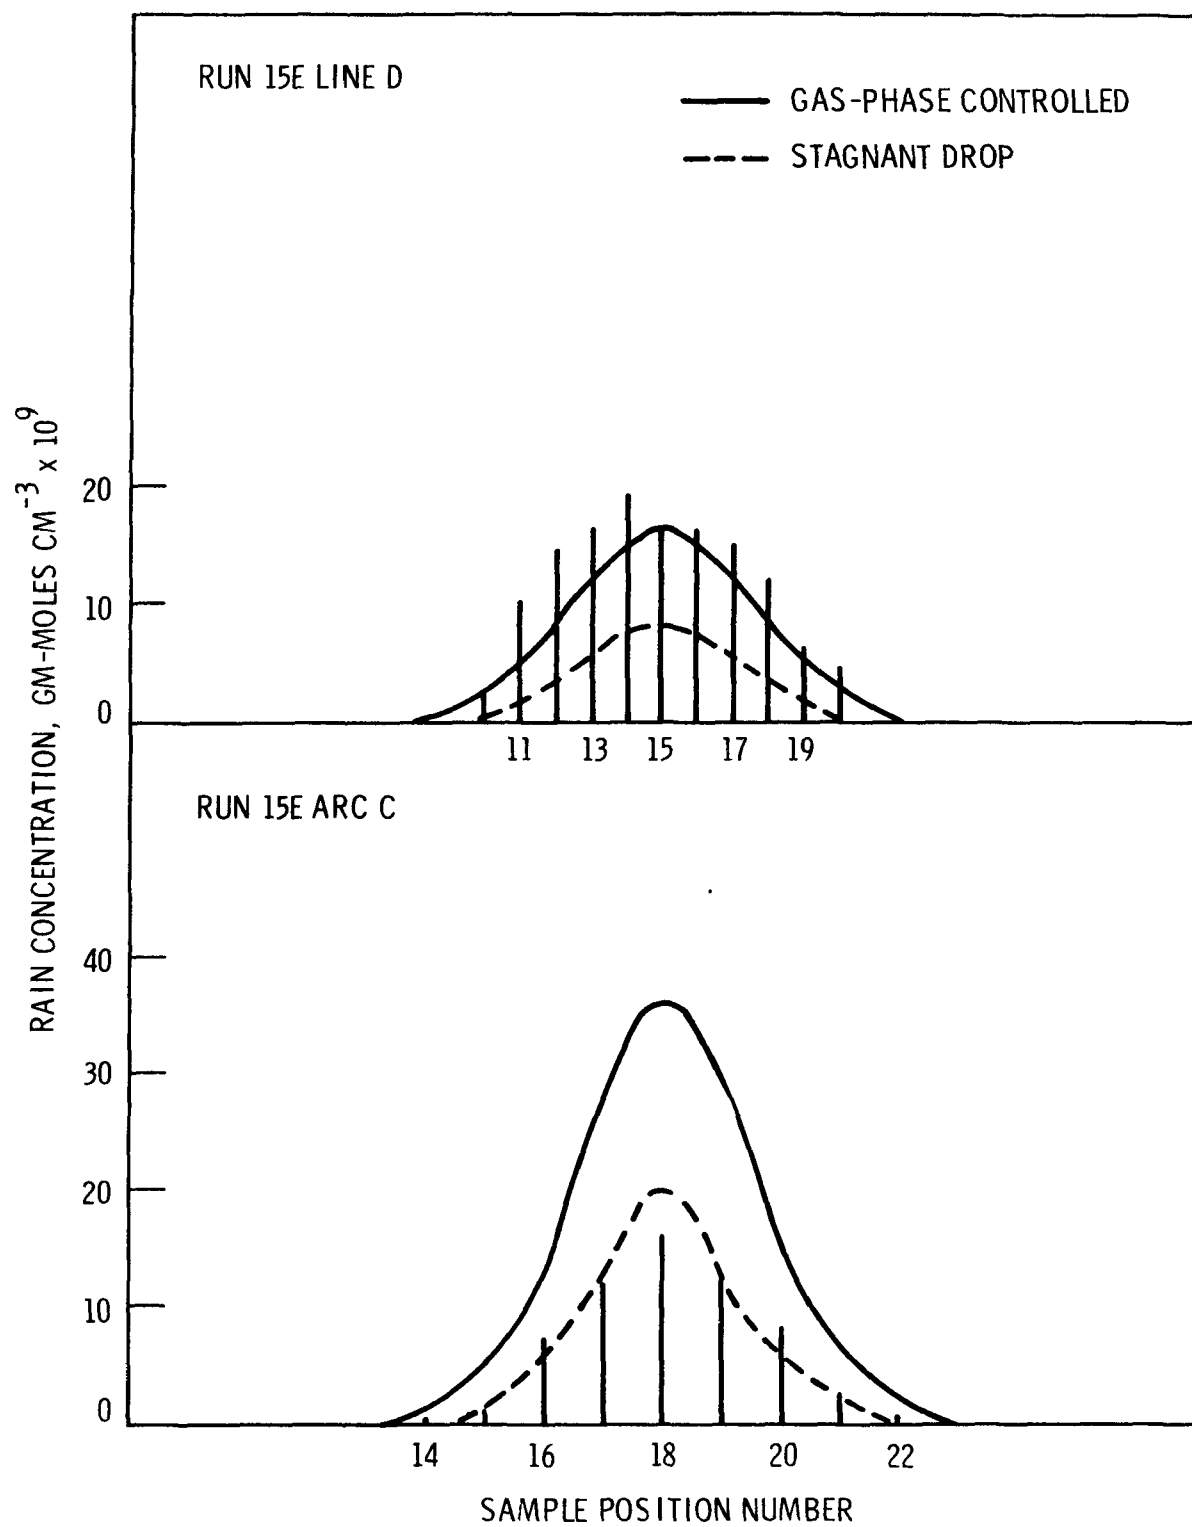 RUN 15E LINE D
GAS-PHASE CONTROLLED
STAGNANT DROP
RAIN CONCENTRATION, GM-MOLES CM⁻³ x 10⁹
20
10
0
11 13 15 17 19
RUN 15E ARC C
40
30
20
10
0
14 16 18 20 22
SAMPLE POSITION NUMBER